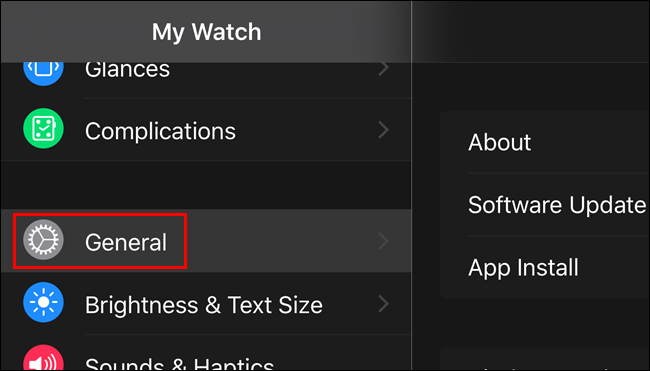 My Watch
Glances
Complications
General
Brightness & Text Size
Sounds & Haptics
About
Software Update
App Install